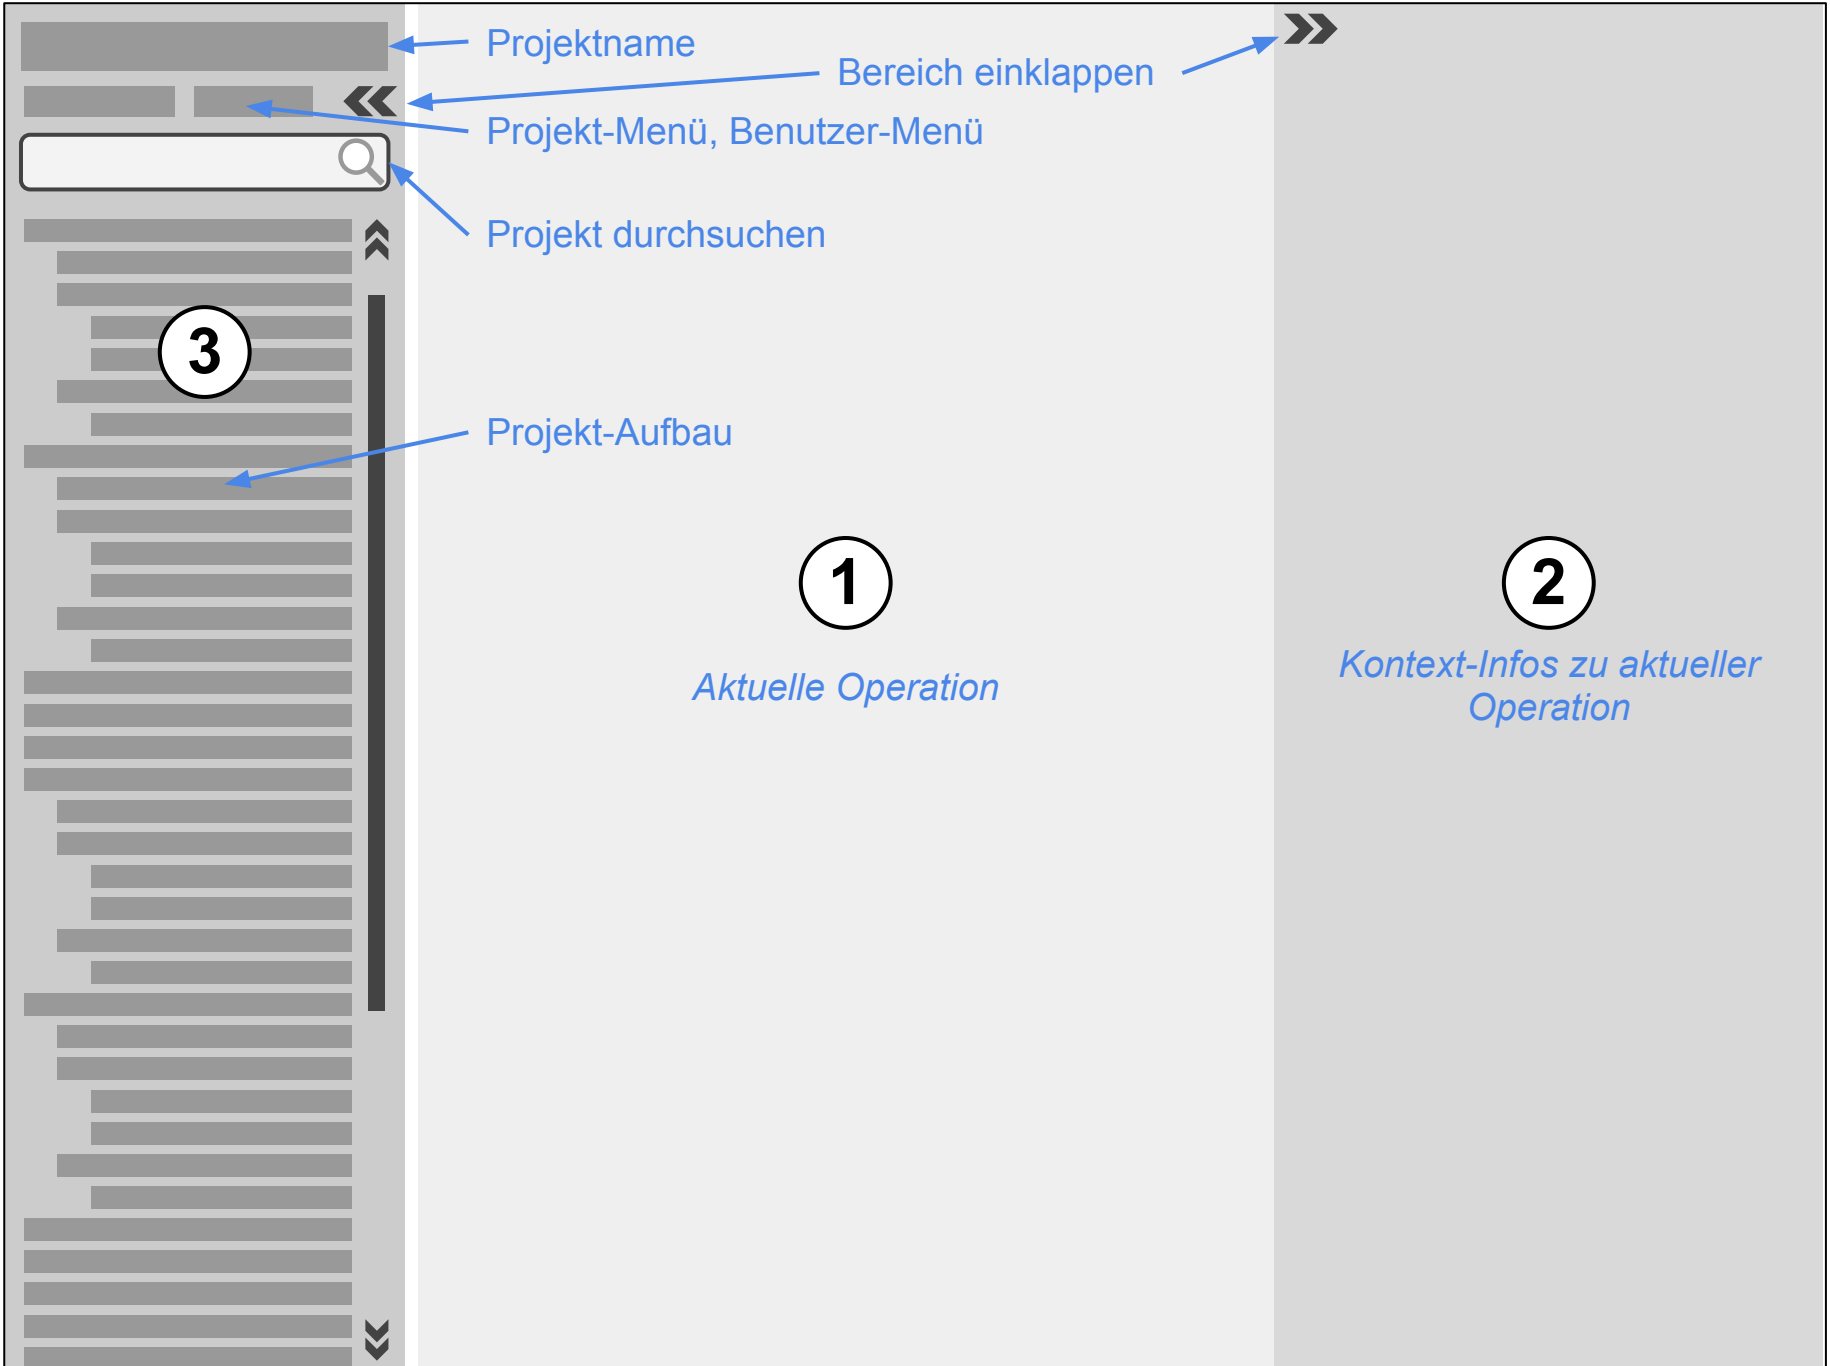 Projektname
Bereich einklappen
Projekt-Menü, Benutzer-Menü
Projekt durchsuchen
3
Projekt-Aufbau
1
Aktuelle Operation
2
Kontext-Infos zu aktueller
Operation